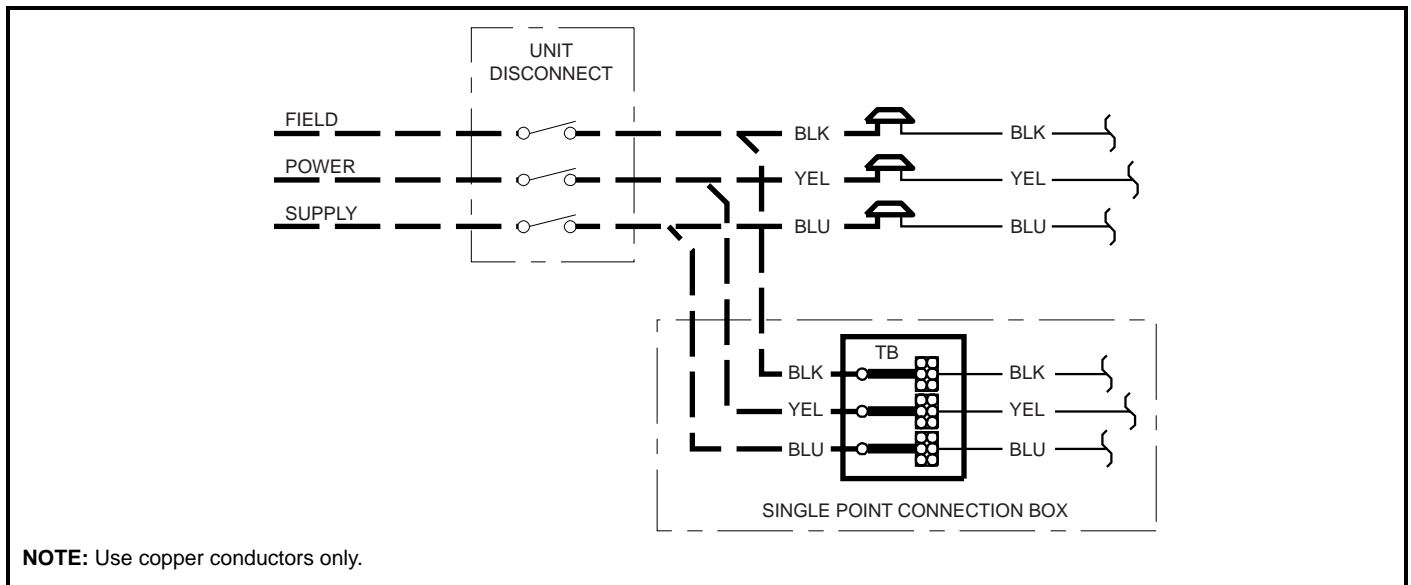 UNIT
DISCONNECT
FIELD
BLK
BLK
POWER
YEL
YEL
SUPPLY
BLU
BLU
TB
BLK
BLK
YEL
YEL
BLU
BLU
SINGLE POINT CONNECTION BOX
NOTE: Use copper conductors only.